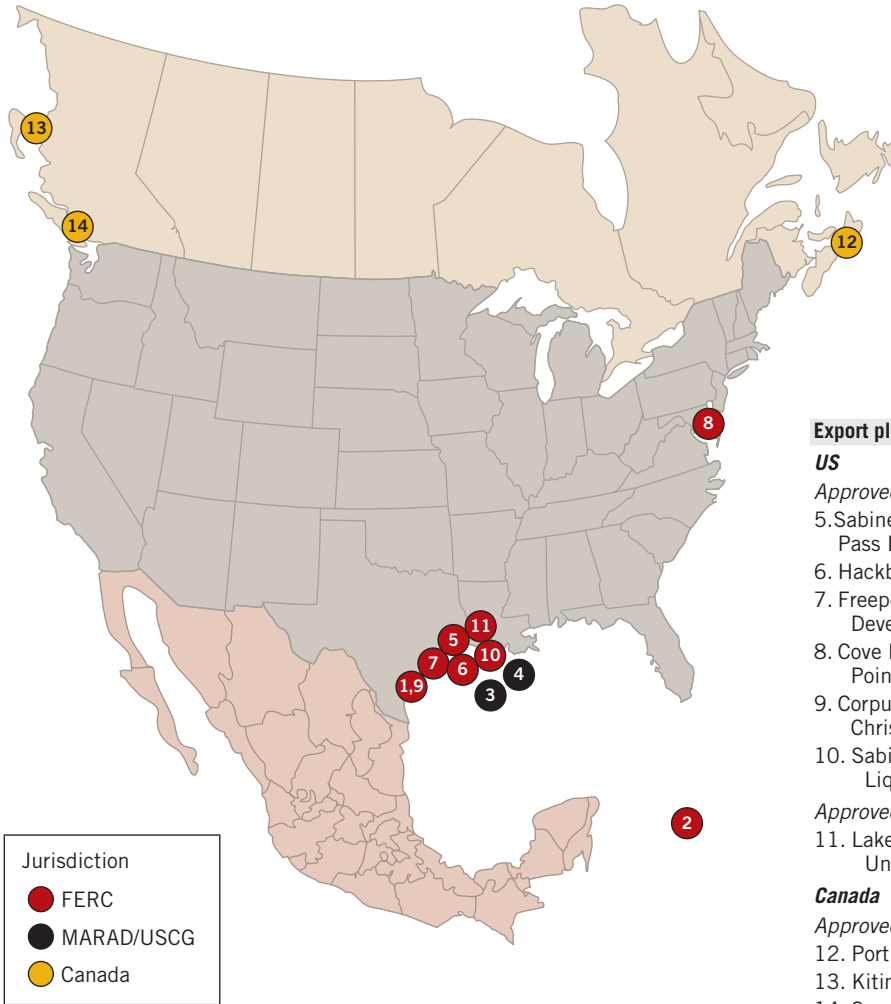 13
14
12
8
11
5
10
7
6
4
1,9
3
2
Jurisdiction
FERC
MARAD/USCG
Canada
Export pl
US
Approved
5.Sabine
Pass
6. Hackb
7. Freepo
Deve
8. Cove
Poin
9. Corpu
Chris
10. Sabi
Liq
Approved
11. Lake
Un
Canada
Approved
12. Port
13. Kitin